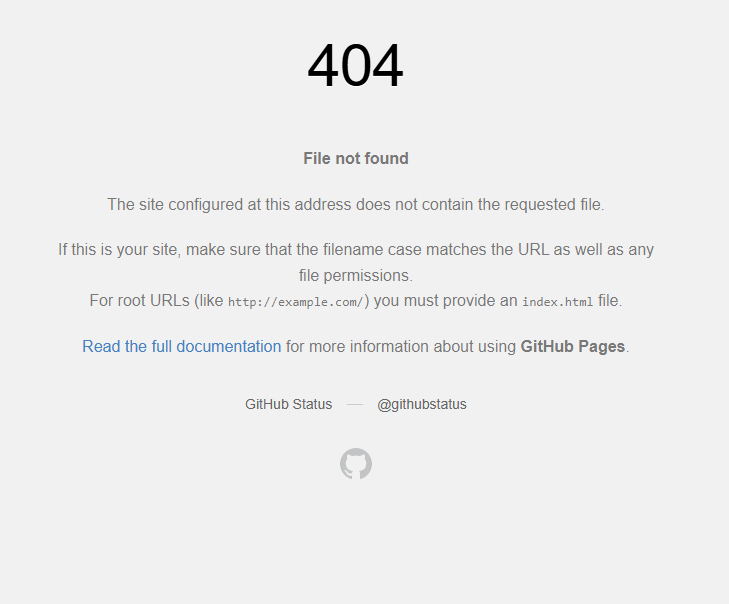 404
File not found
The site configured at this address does not contain the requested file.
If this is your site, make sure that the filename case matches the URL as well as any
file permissions.
For root URLs (like http://example.com/) you must provide an index.html file.
Read the full documentation for more information about using GitHub Pages.
GitHub Status — @githubstatus